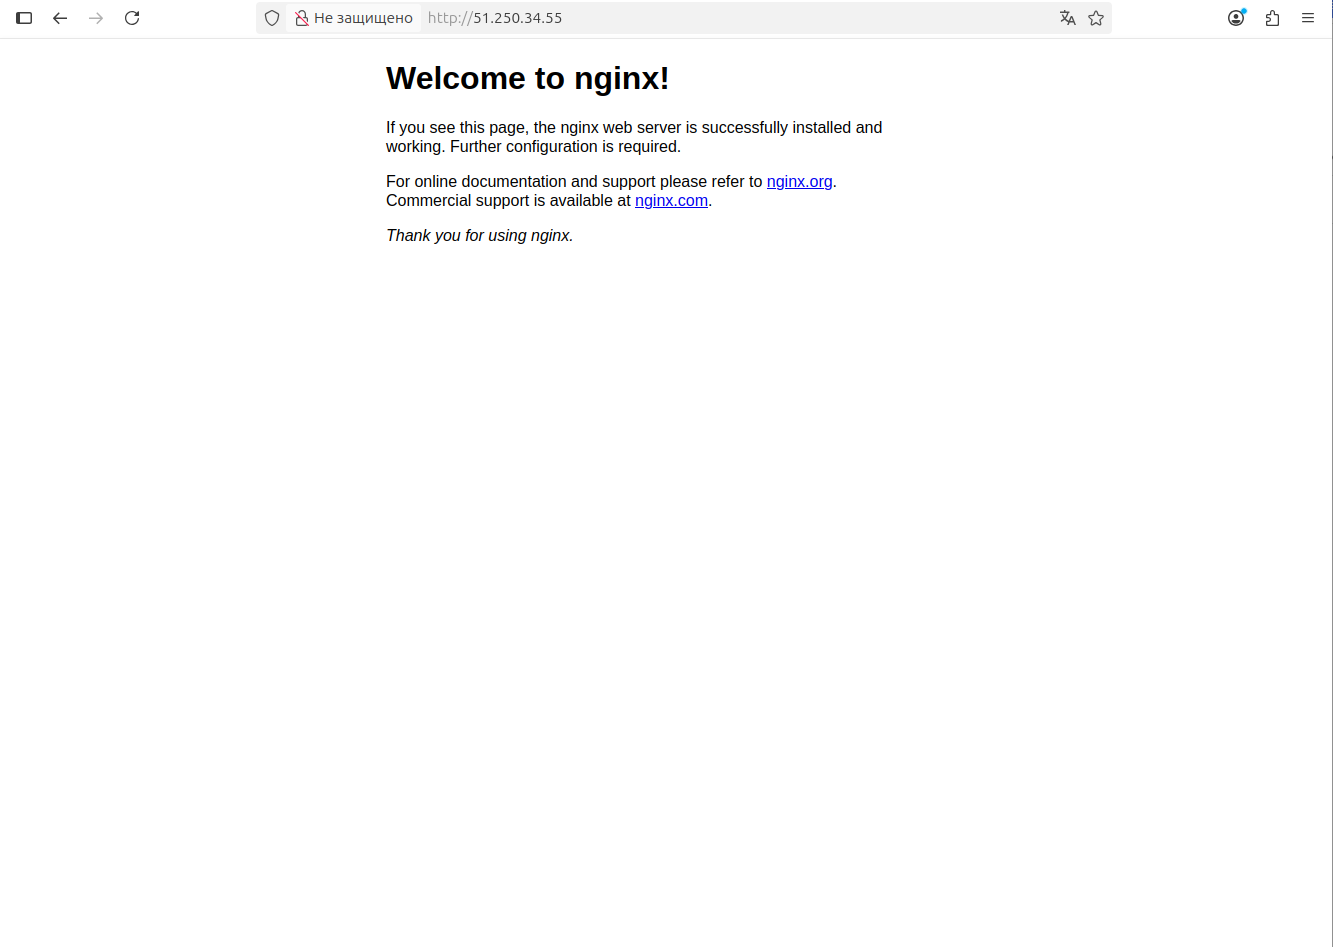 Не защищено http://51.250.34.55
Welcome to nginx!
If you see this page, the nginx web server is successfully installed and
working. Further configuration is required.
For online documentation and support please refer to nginx.org.
Commercial support is available at nginx.com.
Thank you for using nginx.